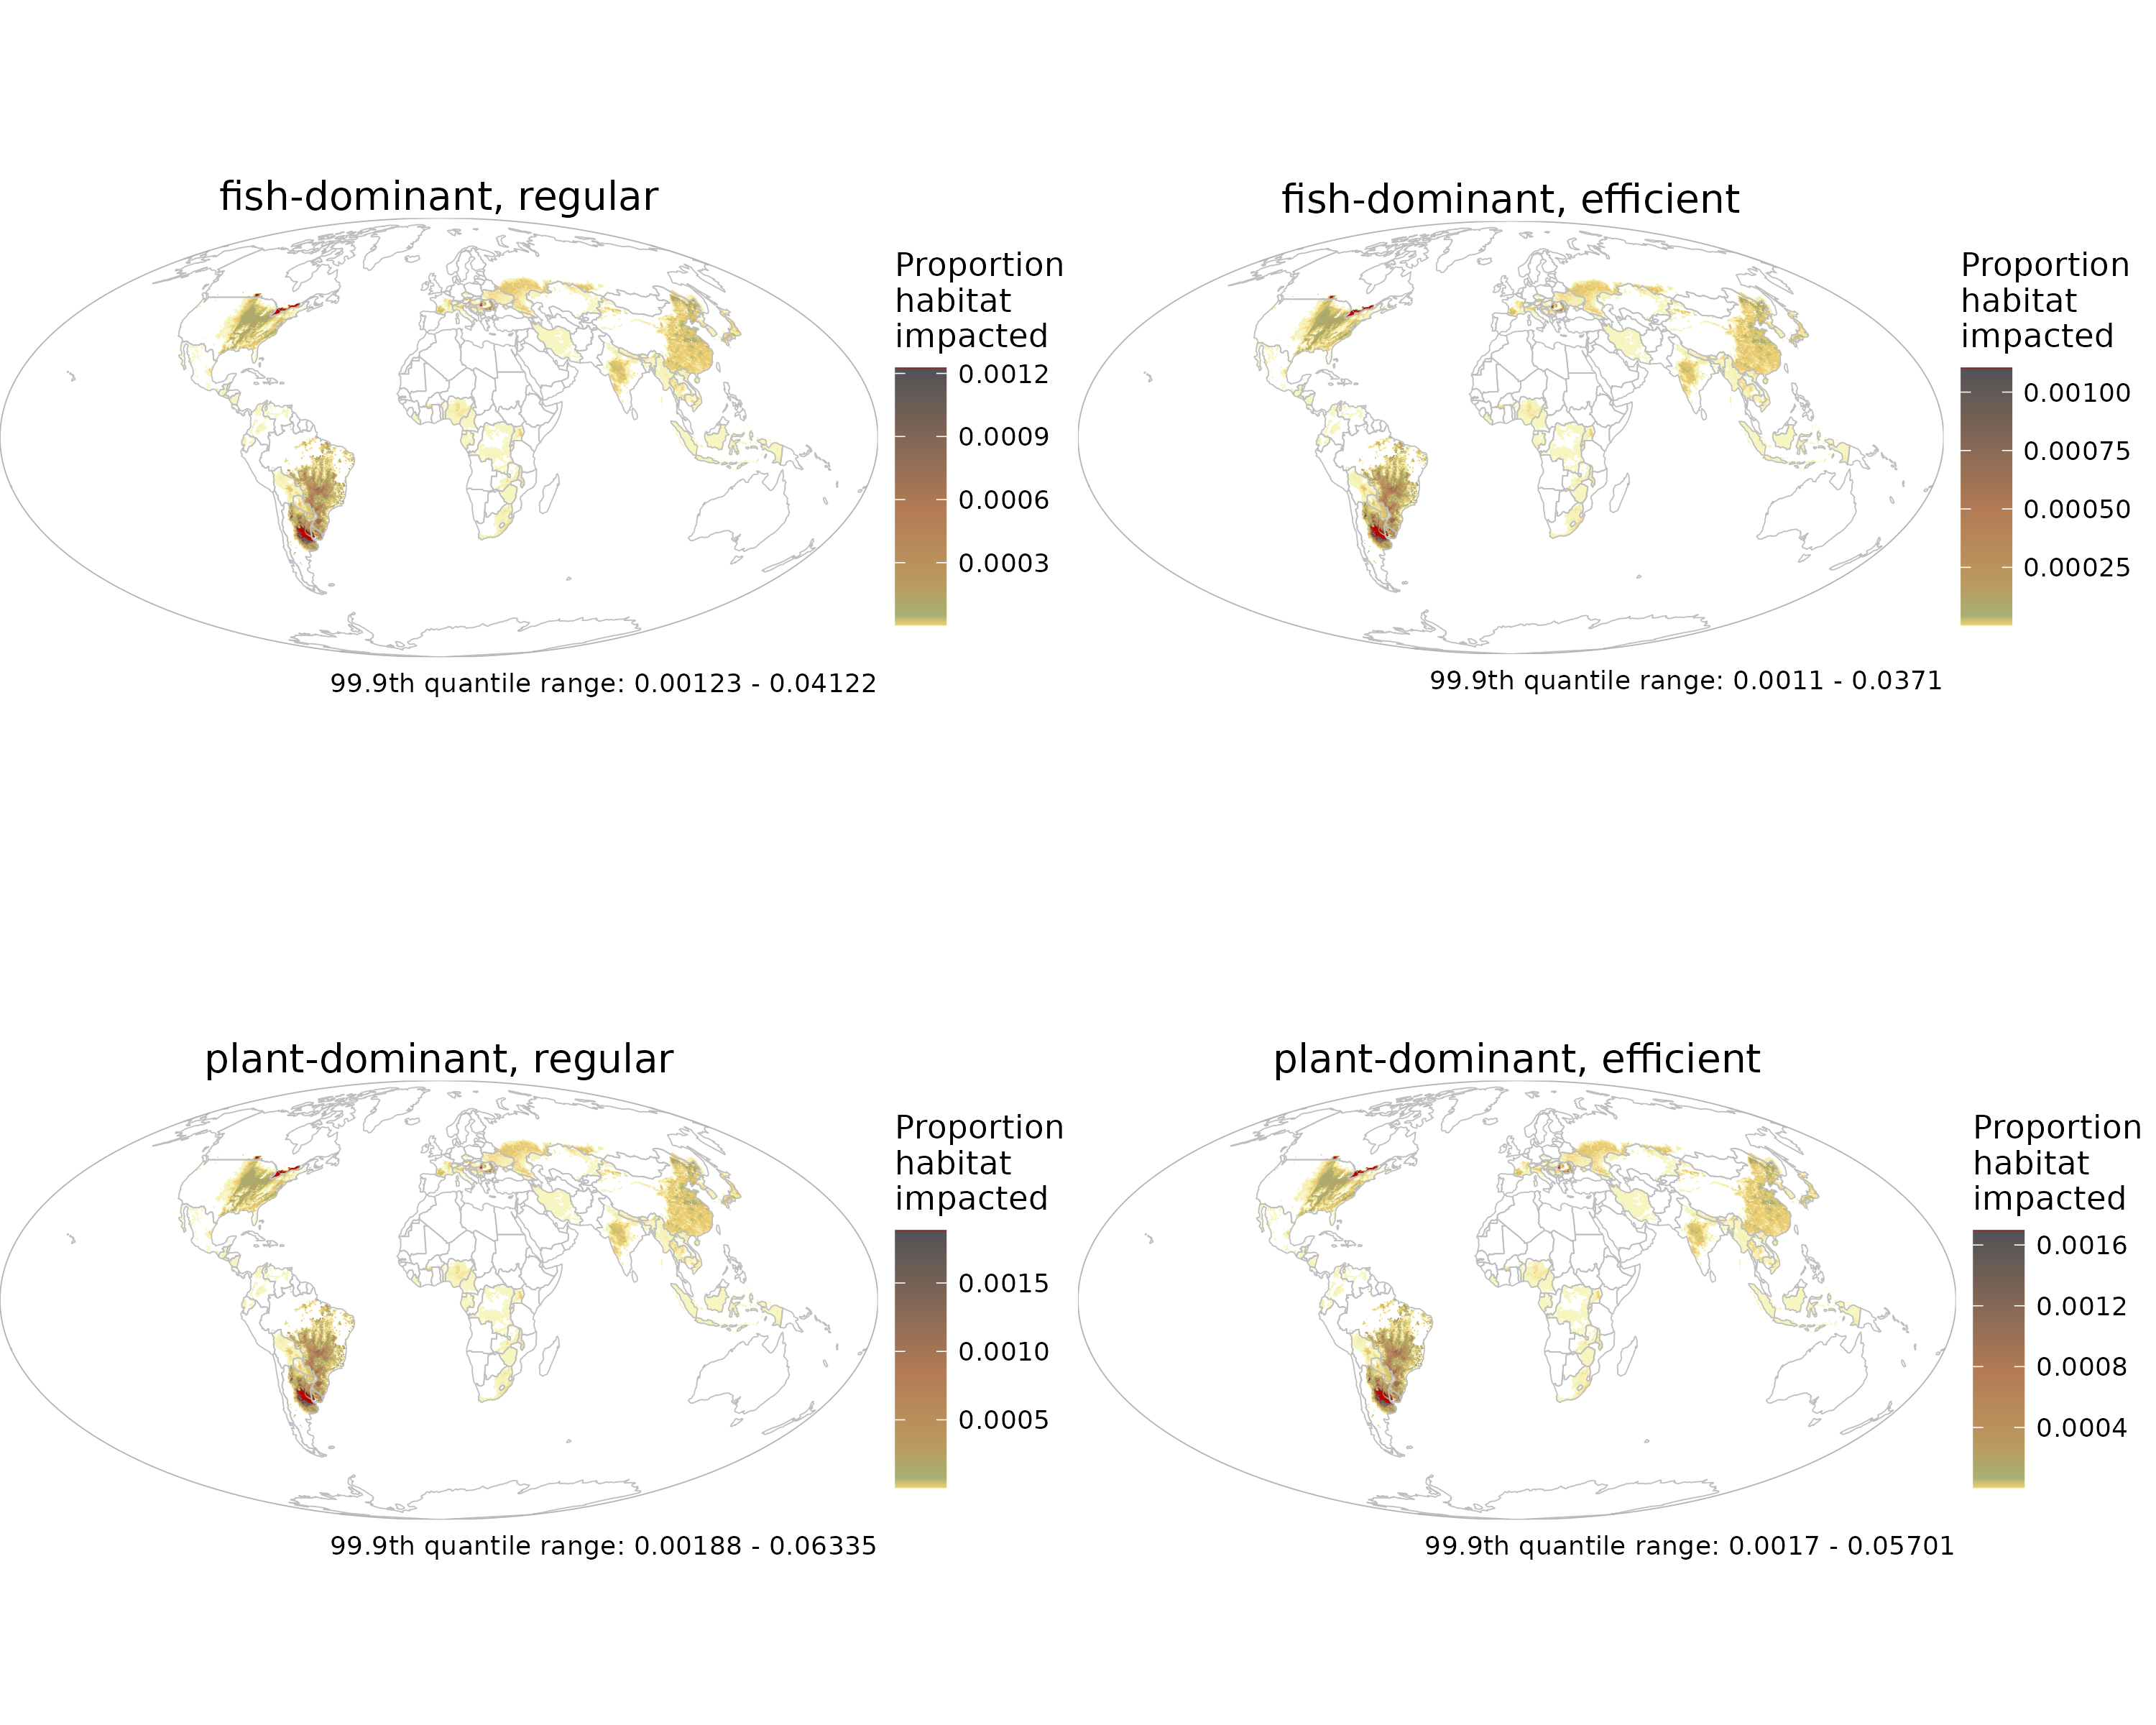 fish-dominant, regular
Proportion
habitat
impacted
0.0012
0.0009
0.0006
0.0003
99.9th quantile range: 0.00123 - 0.04122
fish-dominant, efficient
Proportion
habitat
impacted
0.00100
0.00075
0.00050
0.00025
99.9th quantile range: 0.0011 - 0.0371
plant-dominant, regular
Proportion
habitat
impacted
0.0015
0.0010
0.0005
99.9th quantile range: 0.00188 - 0.06335
plant-dominant, efficient
Proportion
habitat
impacted
0.0016
0.0012
0.0008
0.0004
99.9th quantile range: 0.0017 - 0.05701